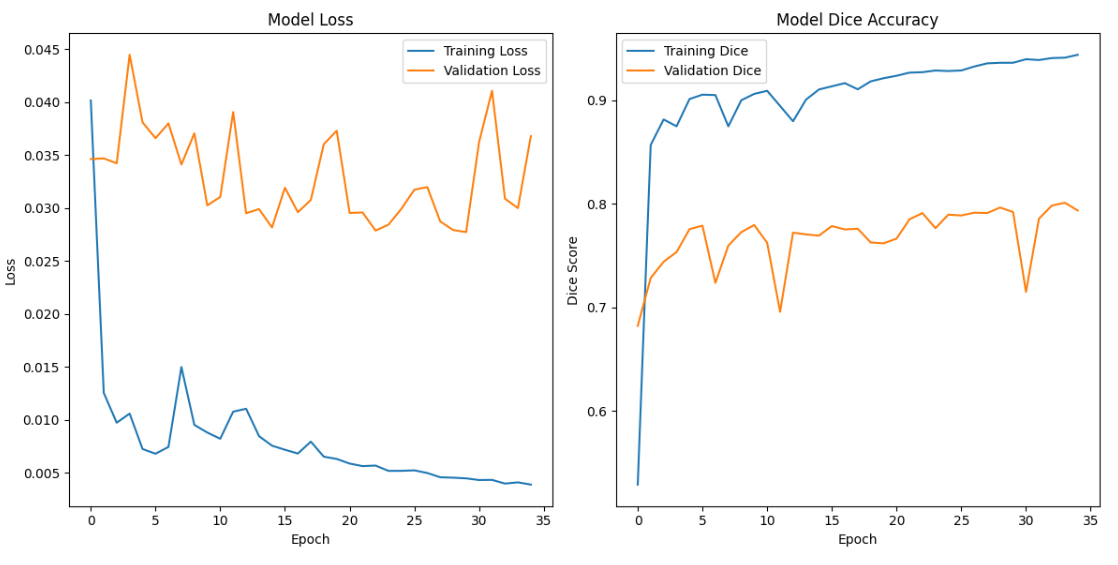 Model Loss
0.045
0.040
0.035
0.030
0.025
0.020
0.015
0.010
0.005
Loss
0
5
10
15
20
25
30
35
Epoch
Training Loss
Validation Loss
Model Dice Accuracy
0.9
0.8
0.7
0.6
Dice Score
0
5
10
15
20
25
30
35
Epoch
Training Dice
Validation Dice